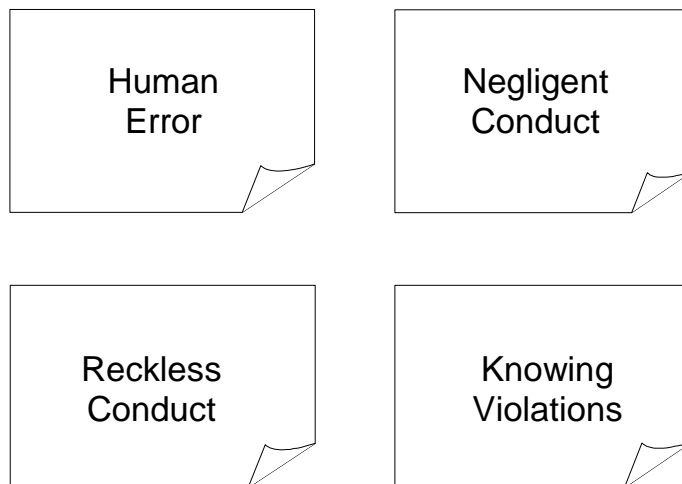 Human
Error
Negligent
Conduct
Reckless
Conduct
Knowing
Violations